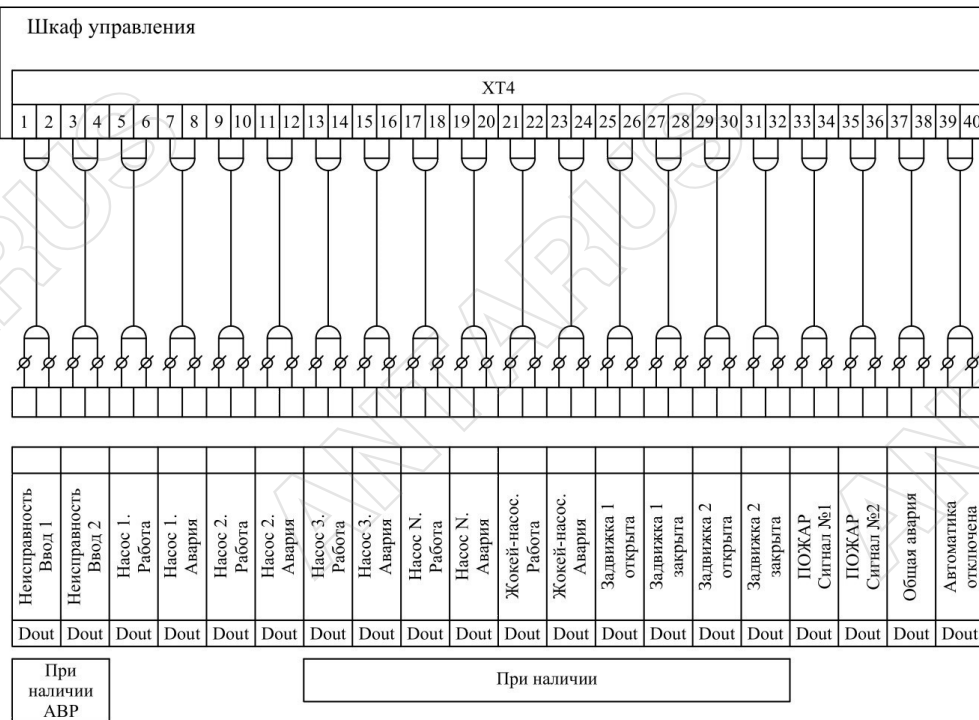 Шкаф управления
XT4
1 2 3 4 5 6 7 8 9 10 11 12 13 14 15 16 17 18 19 20 21 22 23 24 25 26 27 28 29 30 31 32 33 34 35 36 37 38 39 40
ANTARUS
Неисправность
Ввод 1
Неисправность
Ввод 2
Насос 1.
Работа
Насос 1.
Авария
Насос 2.
Работа
Насос 2.
Авария
Насос 3.
Работа
Насос 3.
Авария
Насос N.
Работа
Насос N.
Авария
Жокей-насос.
Работа
Жокей-насос.
Авария
Задвижка 1
открыта
Задвижка 1
закрыта
Задвижка 2
открыта
Задвижка 2
закрыта
ПОЖАР
Сигнал №1
ПОЖАР
Сигнал №2
Общая авария
Автоматика
отключена
Dout Dout Dout Dout Dout Dout Dout Dout Dout Dout Dout Dout Dout Dout Dout Dout Dout Dout Dout Dout
При
наличии
АВР
При наличии